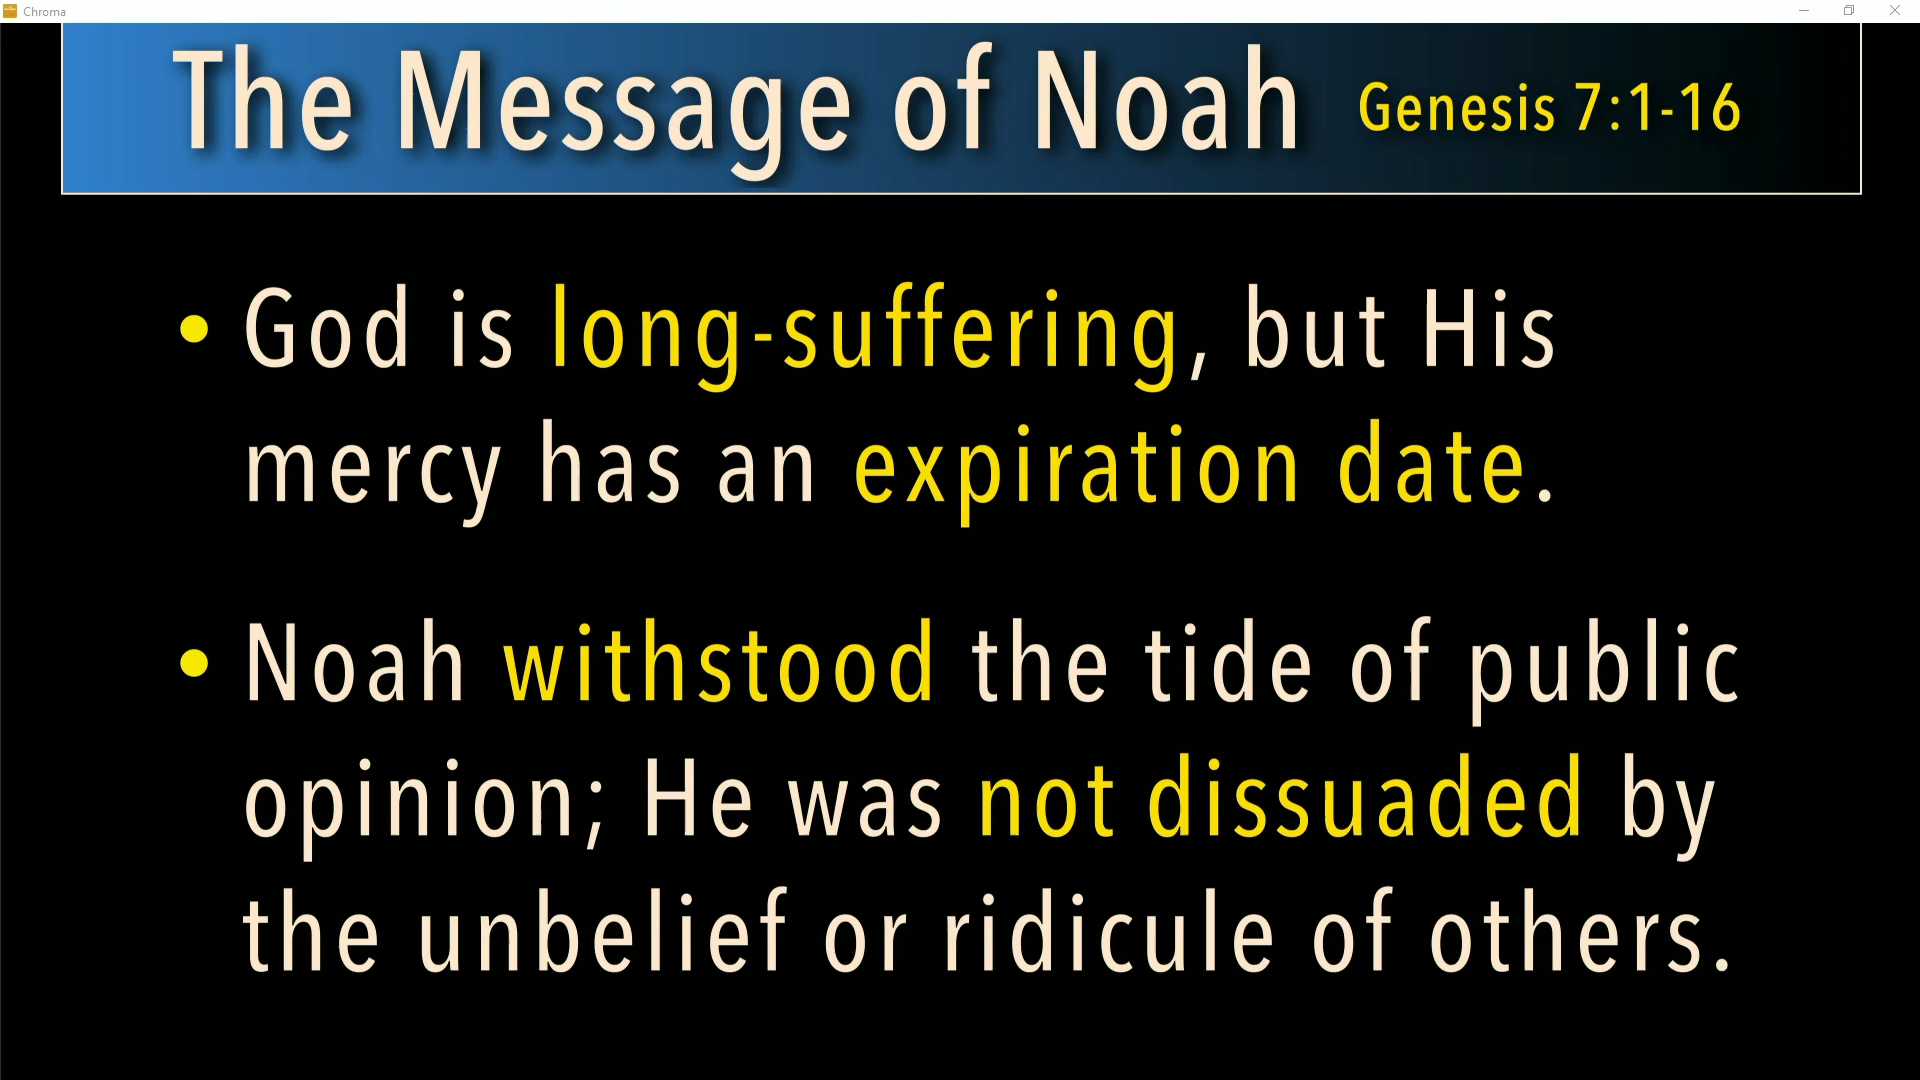 Chroma
The Message of Noah Genesis 7:1-16
• God is long-suffering, but His
mercy has an expiration date.
• Noah withstood the tide of public
opinion; He was not dissuaded by
the unbelief or ridicule of others.